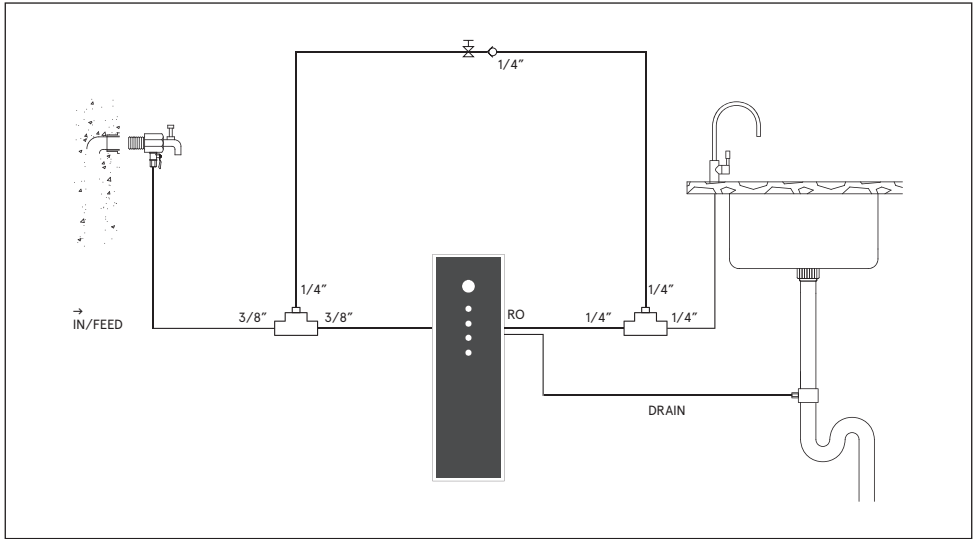 1/4”
1/4”
1/4”
3/8”
3/8”
RO
1/4”
1/4”
→
IN/FEED
DRAIN